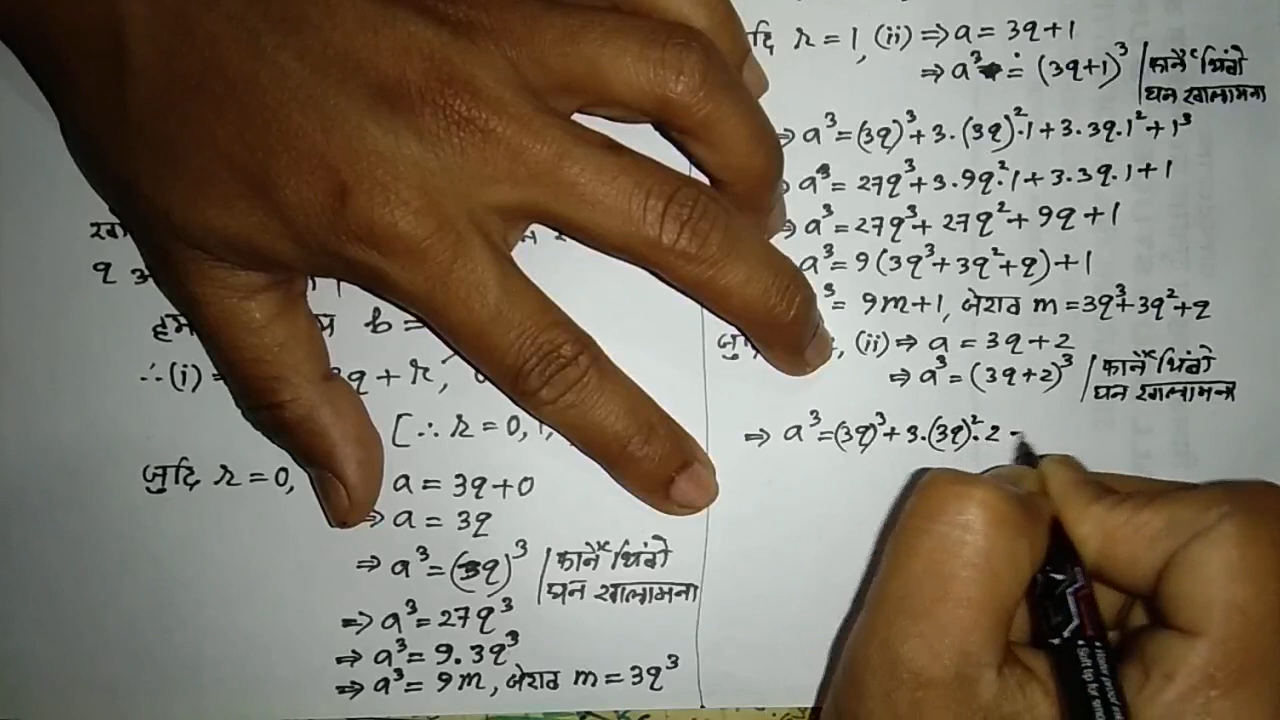 q
b =
∴(i) q + r,
[∴ r = 0, 1,
जुदि r = 0, a = 3q+0
⇒ a = 3q
⇒ a³ = (3q)³ | कानैْ थिंबो
घन खालामना
⇒ a³ = 27q³
⇒ a³ = 9.3q³
⇒ a³ = 9m, जेराव m = 3q³
r = 1, (ii) ⇒ a = 3q+1
⇒ a³ = (3q+1)³ | कानैْ थिंबो
घन खालामना
⇒ a³ = (3q)³ + 3.(3q)².1 + 3.3q.1² + 1³
⇒ a³ = 27q³ + 3.9q².1 + 3.3q.1 + 1
⇒ a³ = 27q³ + 27q² + 9q + 1
a³ = 9(3q³+3q²+q)+1
³ = 9m+1, जेराव m = 3q³+3q²+q
(ii) ⇒ a = 3q+2
⇒ a³ = (3q+2)³ | कानैْ थिंबो
घन खालामना
⇒ a³ = (3q)³ + 3.(3q)².2